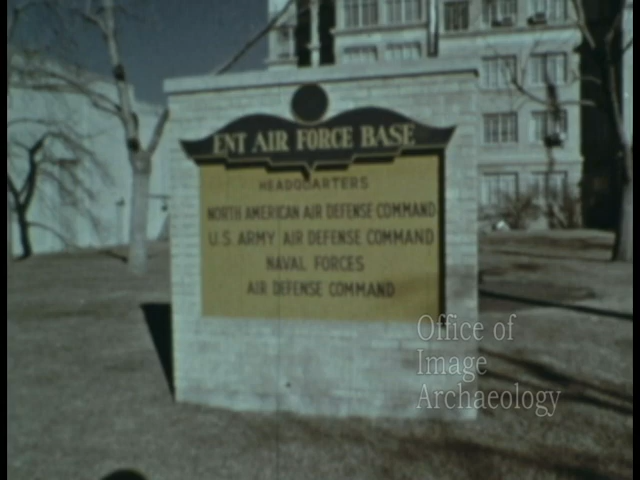 ENT AIR FORCE BASE
HEADQUARTERS
NORTH AMERICAN AIR DEFENSE COMMAND
U.S. ARMY AIR DEFENSE COMMAND
NAVAL FORCES
AIR DEFENSE COMMAND
Office of
Image
Archaeology